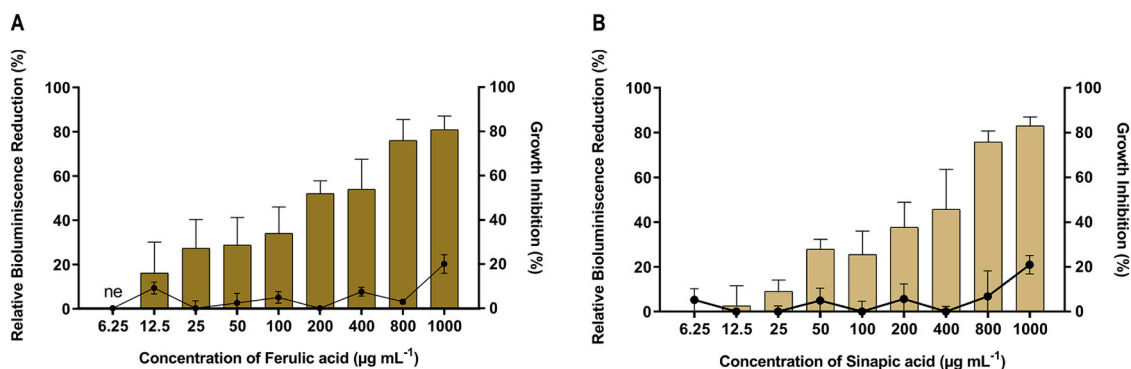 A
Relative Bioluminiscence Reduction (%)
100
80
60
40
20
0
100
80
60
40
20
0
Growth Inhibition (%)
ne
6.25 12.5 25 50 100 200 400 800 1000
Concentration of Ferulic acid (µg mL⁻¹)
B
Relative Bioluminiscence Reduction (%)
100
80
60
40
20
0
100
80
60
40
20
0
Growth Inhibition (%)
6.25 12.5 25 50 100 200 400 800 1000
Concentration of Sinapic acid (µg mL⁻¹)